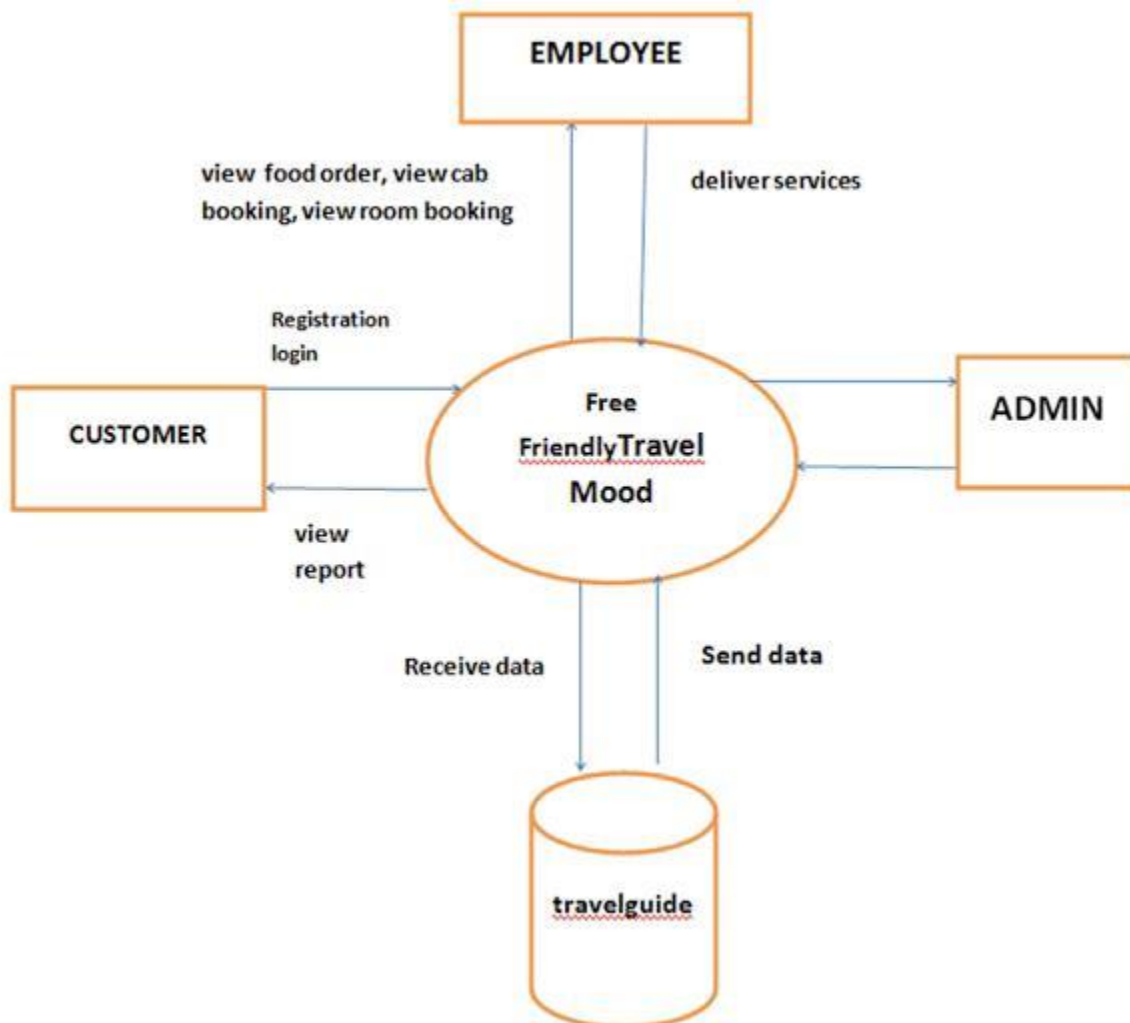 EMPLOYEE
view food order, view cab
booking, view room booking
deliver services
Registration
login
CUSTOMER
Free
FriendlyTravel
Mood
ADMIN
view
report
Receive data
Send data
travelguide